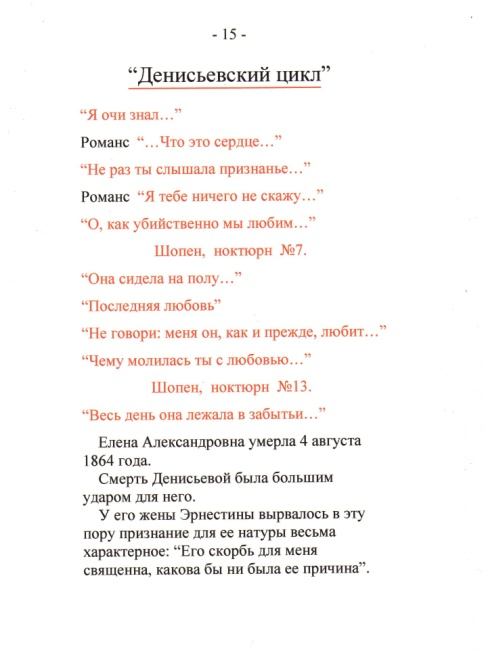 - 15 -
“Денисьевский цикл”
“Я очи знал…”
Романс “…Что это сердце…”
“Не раз ты слышала признанье…”
Романс “Я тебе ничего не скажу…”
“О, как убийственно мы любим…”
Шопен, ноктюрн №7.
“Она сидела на полу…”
“Последняя любовь”
“Не говори: меня он, как и прежде, любит…”
“Чему молилась ты с любовью…”
Шопен, ноктюрн №13.
“Весь день она лежала в забытьи…”
Елена Александровна умерла 4 августа
1864 года.
Смерть Денисьевой была большим
ударом для него.
У его жены Эрнестины вырвалось в эту
пору признание для ее натуры весьма
характерное: “Его скорбь для меня
священна, какова бы ни была ее причина”.